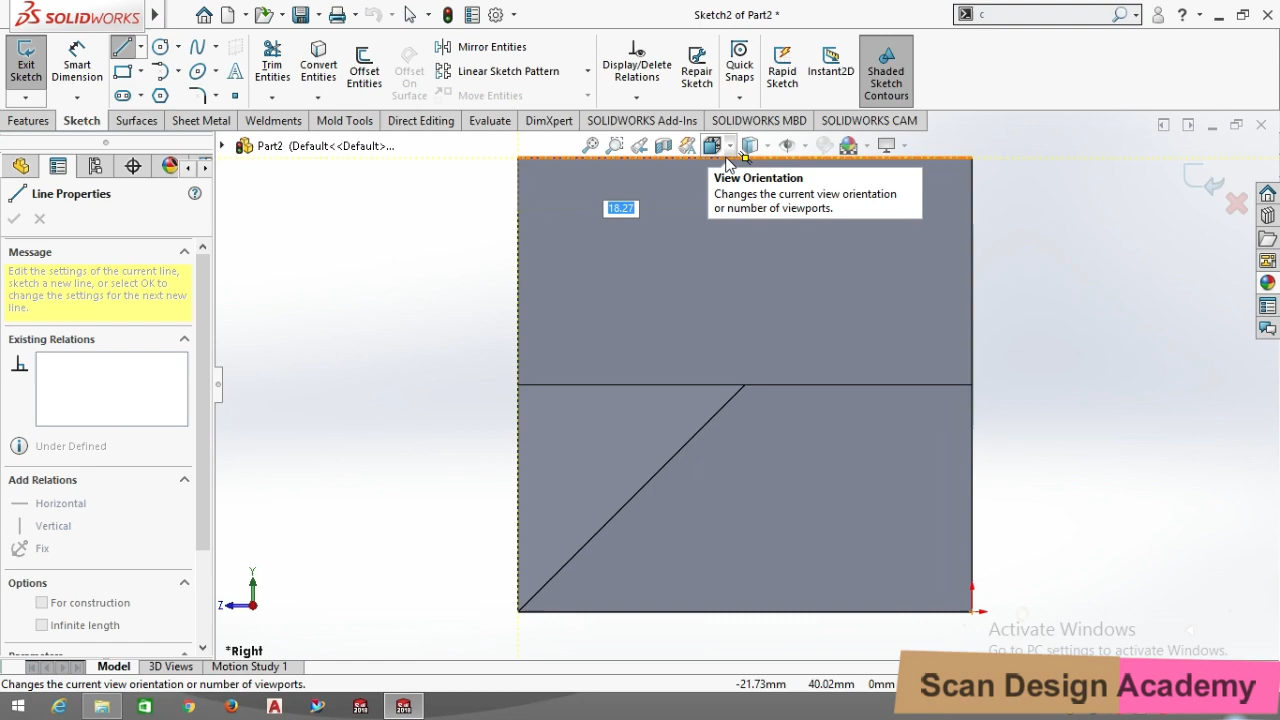 SOLIDWORKS
Sketch2 of Part2 *
c
Exit Sketch
Smart Dimension
Trim Entities
Convert Entities
Offset Entities
Offset On Surface
Mirror Entities
Linear Sketch Pattern
Move Entities
Display/Delete Relations
Repair Sketch
Quick Snaps
Rapid Sketch
Instant2D
Shaded Sketch Contours
Features
Sketch
Surfaces
Sheet Metal
Weldments
Mold Tools
Direct Editing
Evaluate
DimXpert
SOLIDWORKS Add-Ins
SOLIDWORKS MBD
SOLIDWORKS CAM
Part2 (Default<<Default>...
Line Properties
Message
Edit the settings of the current line,
sketch a new line, or select OK to
change the settings for the next new
line.
Existing Relations
Under Defined
Add Relations
Horizontal
Vertical
Fix
Options
For construction
Infinite length
View Orientation
Changes the current view orientation
or number of viewports.
18.27
Y
Z
*Right
Activate Windows
Go to PC settings to activate Windows.
Model
3D Views
Motion Study 1
Changes the current view orientation or number of viewports.
-21.73mm
40.02mm
0mm
Scan Design Academy